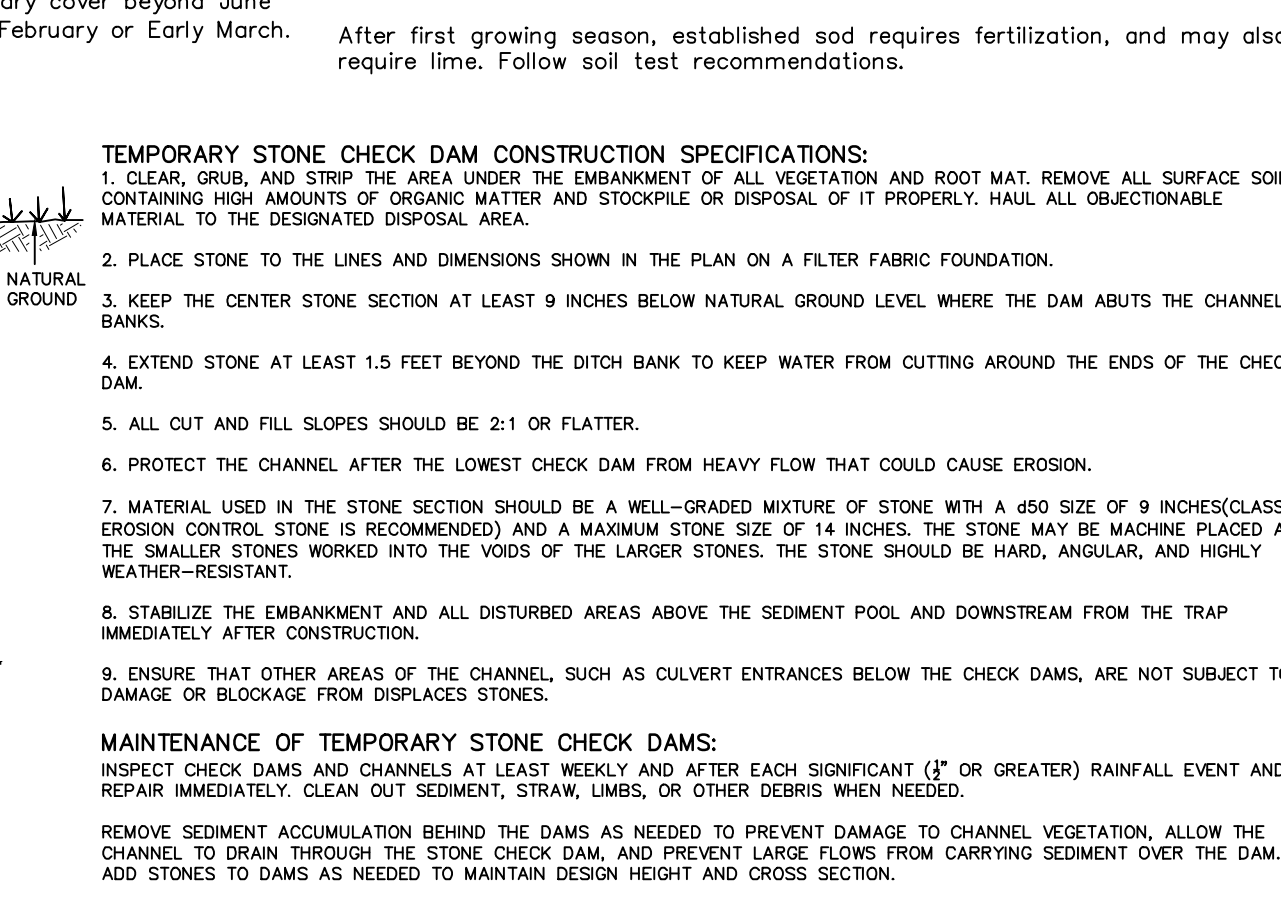 ary cover beyond June
February or Early March.
After first growing season, established sod requires fertilization, and may also
require lime. Follow soil test recommendations.
NATURAL
GROUND
TEMPORARY STONE CHECK DAM CONSTRUCTION SPECIFICATIONS:
1. CLEAR, GRUB, AND STRIP THE AREA UNDER THE EMBANKMENT OF ALL VEGETATION AND ROOT MAT. REMOVE ALL SURFACE SOIL
CONTAINING HIGH AMOUNTS OF ORGANIC MATTER AND STOCKPILE OR DISPOSAL OF IT PROPERLY. HAUL ALL OBJECTIONABLE
MATERIAL TO THE DESIGNATED DISPOSAL AREA.
2. PLACE STONE TO THE LINES AND DIMENSIONS SHOWN IN THE PLAN ON A FILTER FABRIC FOUNDATION.
3. KEEP THE CENTER STONE SECTION AT LEAST 9 INCHES BELOW NATURAL GROUND LEVEL WHERE THE DAM ABUTS THE CHANNEL
BANKS.
4. EXTEND STONE AT LEAST 1.5 FEET BEYOND THE DITCH BANK TO KEEP WATER FROM CUTTING AROUND THE ENDS OF THE CHEC
DAM.
5. ALL CUT AND FILL SLOPES SHOULD BE 2:1 OR FLATTER.
6. PROTECT THE CHANNEL AFTER THE LOWEST CHECK DAM FROM HEAVY FLOW THAT COULD CAUSE EROSION.
7. MATERIAL USED IN THE STONE SECTION SHOULD BE A WELL-GRADED MIXTURE OF STONE WITH A d50 SIZE OF 9 INCHES(CLASS
EROSION CONTROL STONE IS RECOMMENDED) AND A MAXIMUM STONE SIZE OF 14 INCHES. THE STONE MAY BE MACHINE PLACED A
THE SMALLER STONES WORKED INTO THE VOIDS OF THE LARGER STONES. THE STONE SHOULD BE HARD, ANGULAR, AND HIGHLY
WEATHER-RESISTANT.
8. STABILIZE THE EMBANKMENT AND ALL DISTURBED AREAS ABOVE THE SEDIMENT POOL AND DOWNSTREAM FROM THE TRAP
IMMEDIATELY AFTER CONSTRUCTION.
9. ENSURE THAT OTHER AREAS OF THE CHANNEL, SUCH AS CULVERT ENTRANCES BELOW THE CHECK DAMS, ARE NOT SUBJECT TO
DAMAGE OR BLOCKAGE FROM DISPLACES STONES.
MAINTENANCE OF TEMPORARY STONE CHECK DAMS:
INSPECT CHECK DAMS AND CHANNELS AT LEAST WEEKLY AND AFTER EACH SIGNIFICANT (½" OR GREATER) RAINFALL EVENT AND
REPAIR IMMEDIATELY. CLEAN OUT SEDIMENT, STRAW, LIMBS, OR OTHER DEBRIS WHEN NEEDED.
REMOVE SEDIMENT ACCUMULATION BEHIND THE DAMS AS NEEDED TO PREVENT DAMAGE TO CHANNEL VEGETATION, ALLOW THE
CHANNEL TO DRAIN THROUGH THE STONE CHECK DAM, AND PREVENT LARGE FLOWS FROM CARRYING SEDIMENT OVER THE DAM.
ADD STONES TO DAMS AS NEEDED TO MAINTAIN DESIGN HEIGHT AND CROSS SECTION.